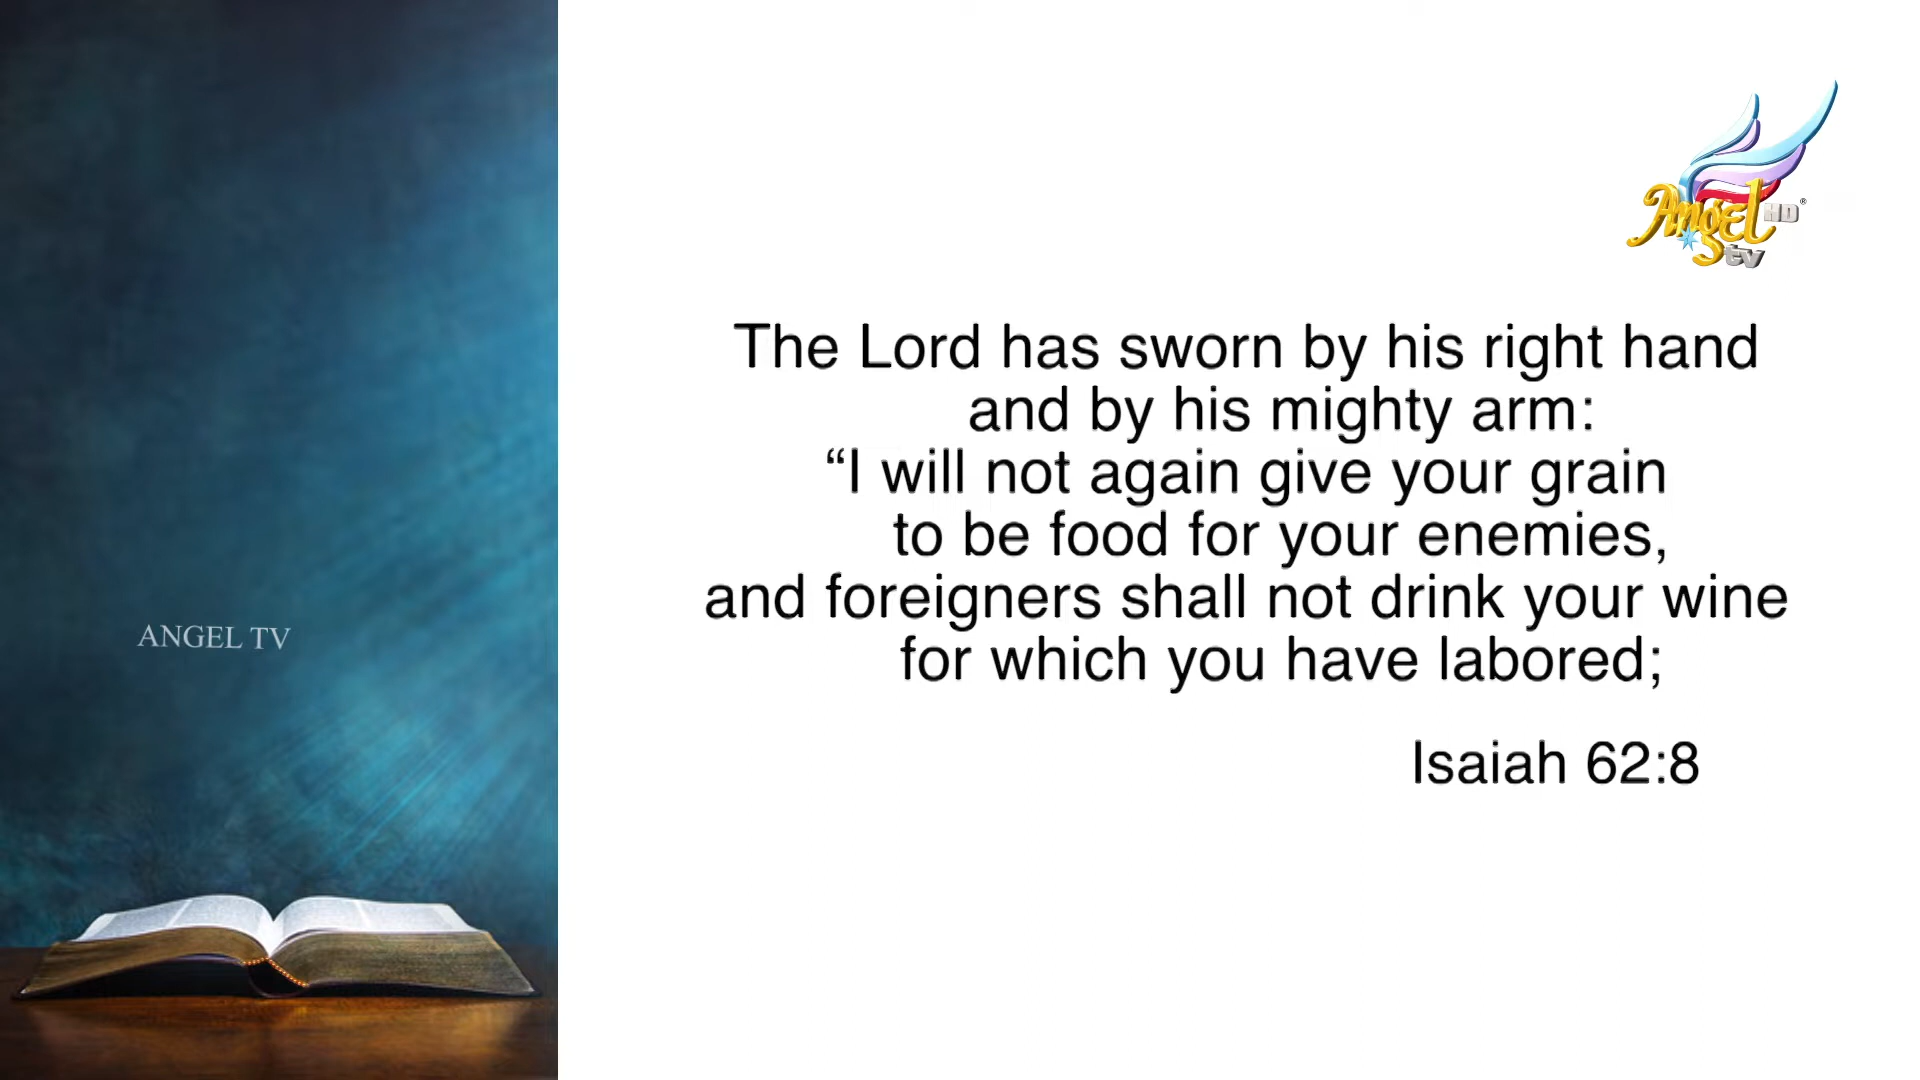 Angel HD®
tv
The Lord has sworn by his right hand
and by his mighty arm:
“I will not again give your grain
to be food for your enemies,
and foreigners shall not drink your wine
for which you have labored;
Isaiah 62:8
ANGEL TV